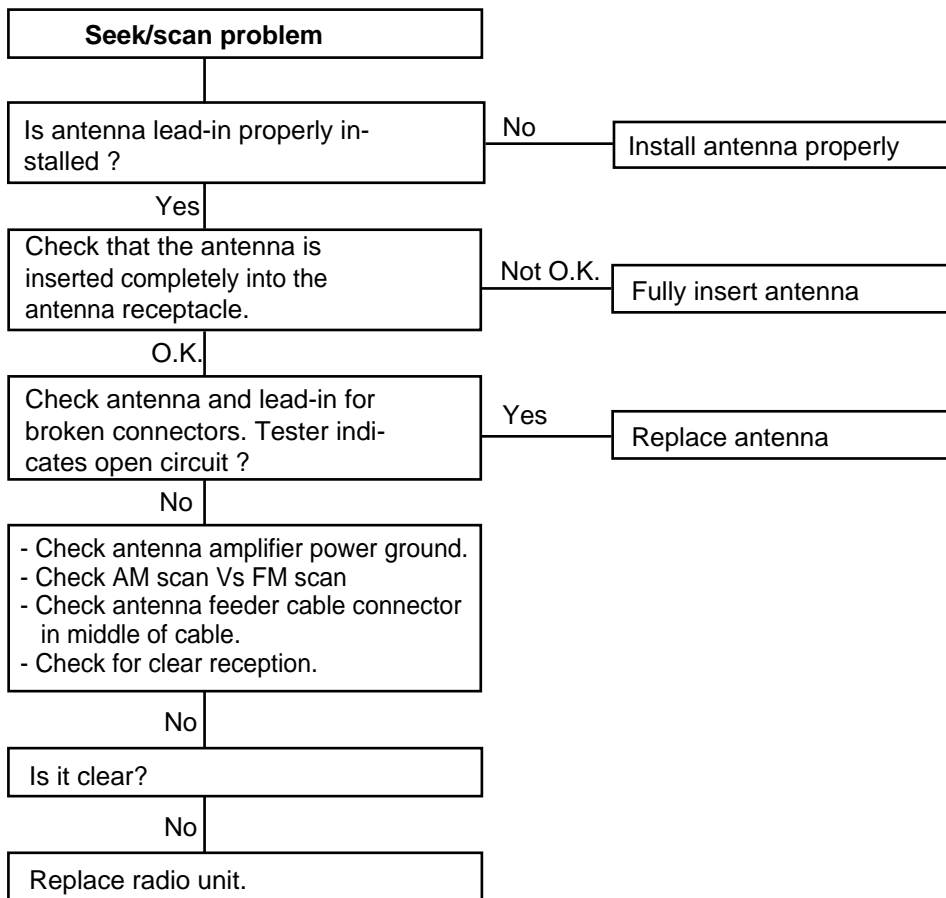 Seek/scan problem
Is antenna lead-in properly in-
stalled ?
No
Install antenna properly
Yes
Check that the antenna is
inserted completely into the
antenna receptacle.
Not O.K.
Fully insert antenna
O.K.
Check antenna and lead-in for
broken connectors. Tester indi-
cates open circuit ?
Yes
Replace antenna
No
- Check antenna amplifier power ground.
- Check AM scan Vs FM scan
- Check antenna feeder cable connector
in middle of cable.
- Check for clear reception.
No
Is it clear?
No
Replace radio unit.